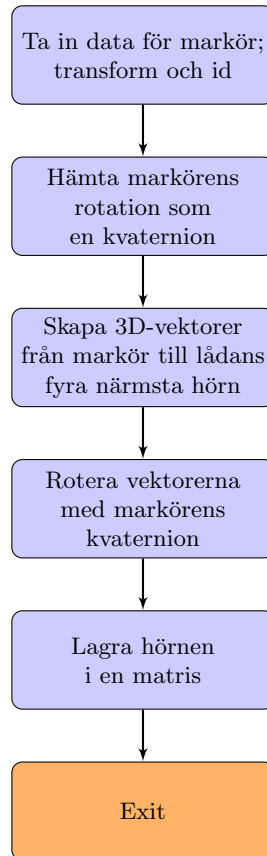 Ta in data för markör;
transform och id
Hämta markörens
rotation som
en kvaternion
Skapa 3D-vektorer
från markör till lådans
fyra närmsta hörn
Rotera vektorerna
med markörens
kvaternion
Lagra hörnen
i en matris
Exit